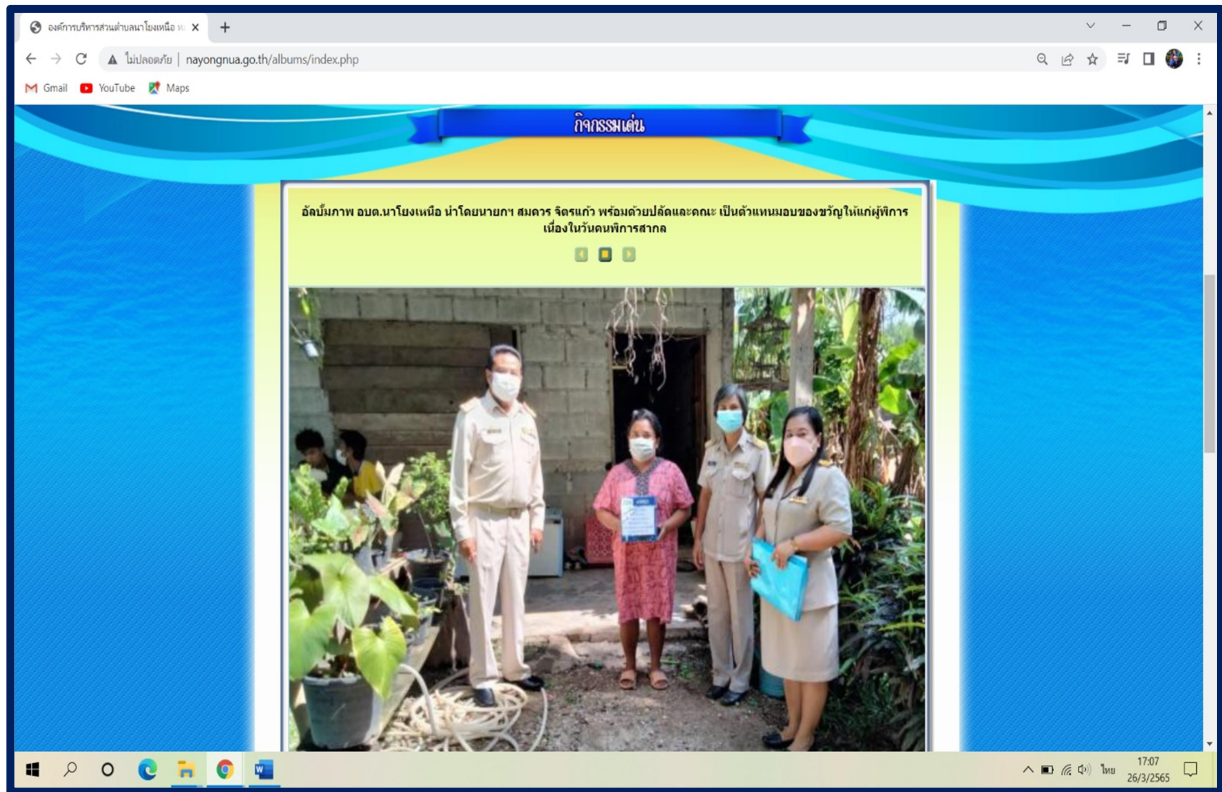 องค์การบริหารส่วนตำบลนาโยงเหนือ
ไม่ปลอดภัย | nayongnua.go.th/albums/index.php
Gmail YouTube Maps
กิจกรรมเด่น
อัลบั้มภาพ อบต.นาโยงเหนือ นำโดยนายกฯ สมควร จิตรแก้ว พร้อมด้วยปลัดและคณะ เป็นตัวแทนมอบของขวัญให้แก่ผู้พิการ
เนื่องในวันคนพิการสากล
ไทย
17:07
26/3/2565